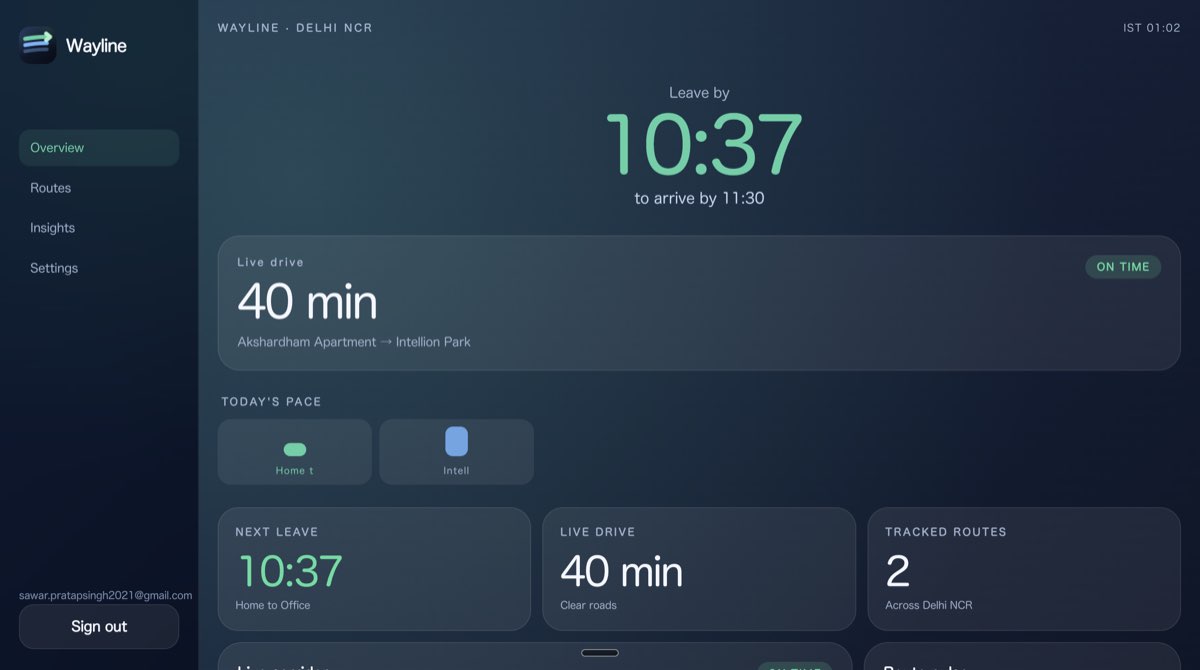 Wayline
WAYLINE · DELHI NCR
IST 01:02
Overview
Routes
Insights
Settings
sawar.pratapsingh2021@gmail.com
Sign out
Leave by
10:37
to arrive by 11:30
Live drive
ON TIME
40 min
Akshardham Apartment → Intellion Park
TODAY'S PACE
Home t
Intell
NEXT LEAVE
10:37
Home to Office
LIVE DRIVE
40 min
Clear roads
TRACKED ROUTES
2
Across Delhi NCR
ON TIME